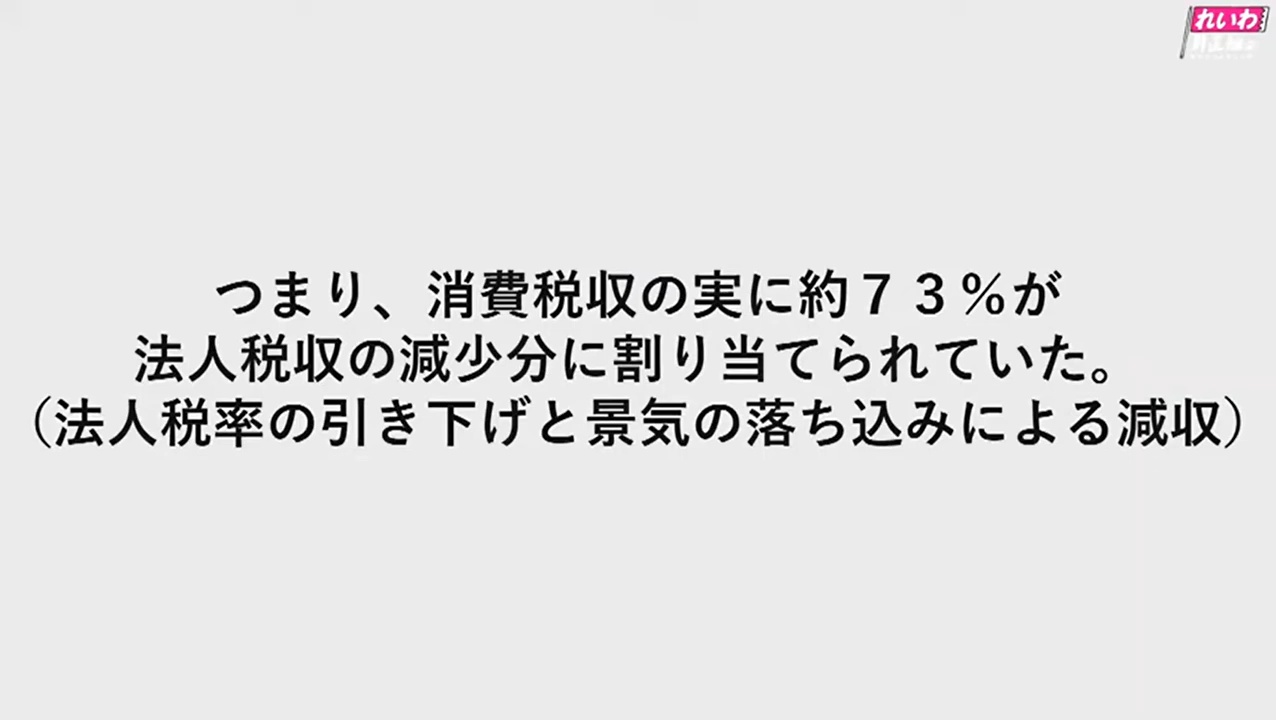 れいわ
つまり、消費税収の実に約７３％が
法人税収の減少分に割り当てられていた。
（法人税率の引き下げと景気の落ち込みによる減収）